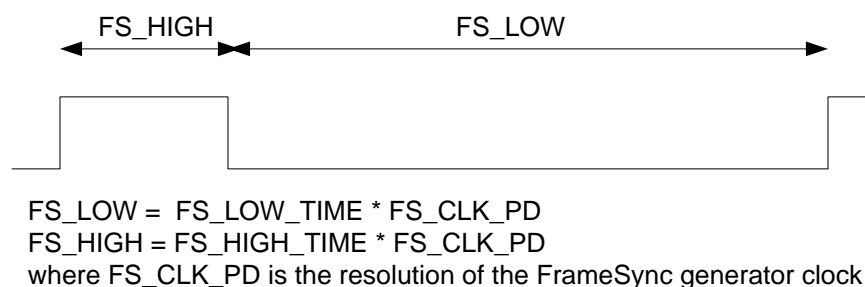 FS_HIGH
FS_LOW
FS_LOW = FS_LOW_TIME * FS_CLK_PD
FS_HIGH = FS_HIGH_TIME * FS_CLK_PD
where FS_CLK_PD is the resolution of the FrameSync generator clock